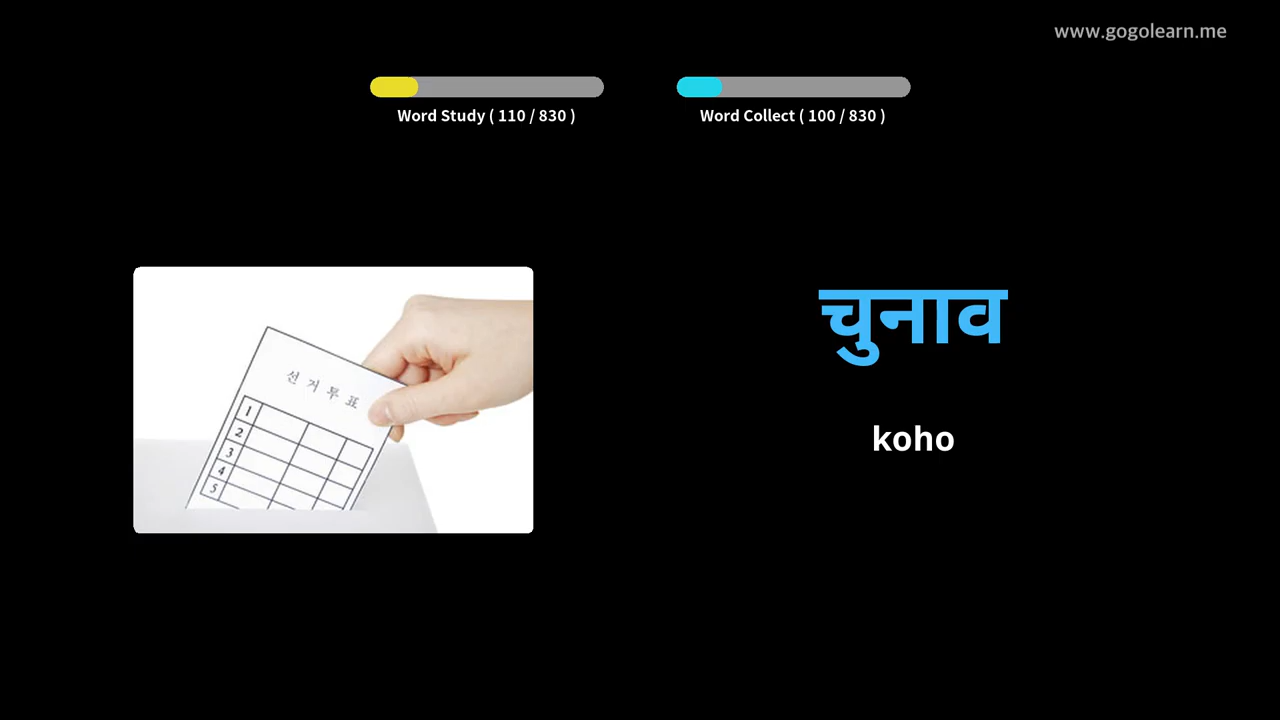 www.gogolearn.me
Word Study ( 110 / 830 )
Word Collect ( 100 / 830 )
चुनाव
koho
선거투표
1
2
3
4
5